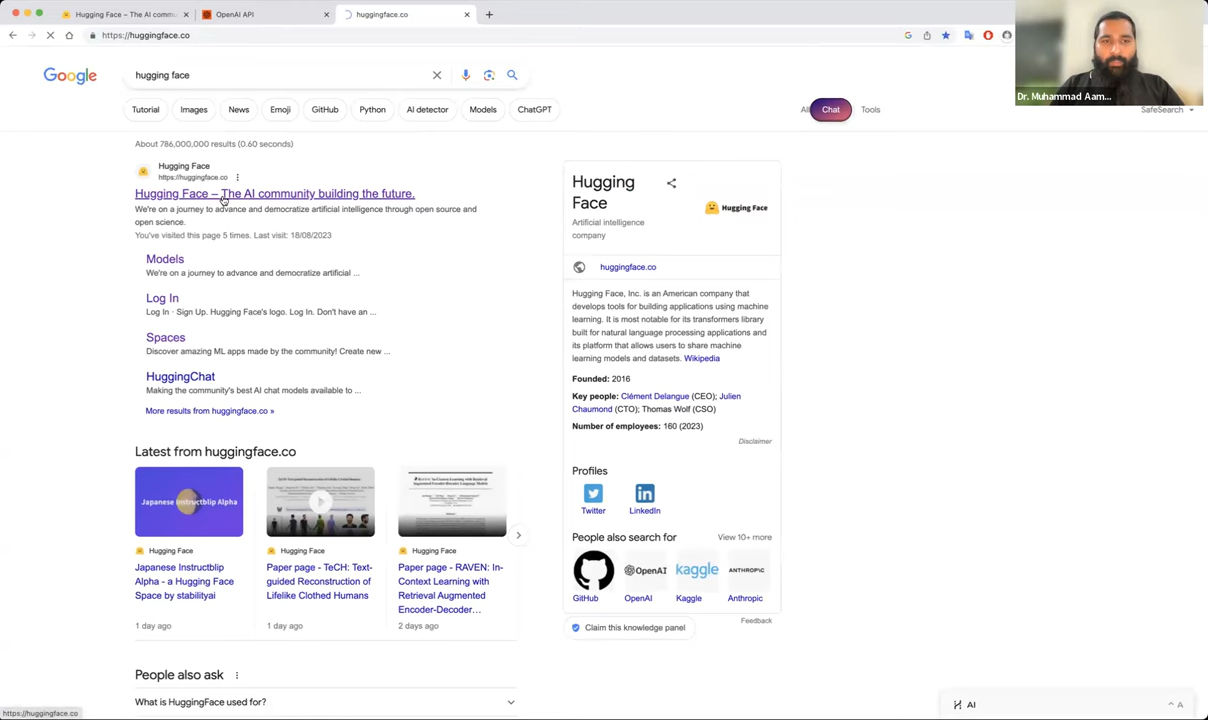 Hugging Face – The AI commu
OpenAI API
huggingface.co
https://huggingface.co
Google
hugging face
Tutorial
Images
News
Emoji
GitHub
Python
AI detector
Models
ChatGPT
All
Chat
Tools
SafeSearch
Dr. Muhammad Aam...
About 786,000,000 results (0.60 seconds)
Hugging Face
https://huggingface.co
Hugging Face – The AI community building the future.
We're on a journey to advance and democratize artificial intelligence through open source and
open science.
You've visited this page 5 times. Last visit: 18/08/2023
Models
We're on a journey to advance and democratize artificial ...
Log In
Log In · Sign Up. Hugging Face's logo. Log In. Don't have an ...
Spaces
Discover amazing ML apps made by the community! Create new ...
HuggingChat
Making the community's best AI chat models available to ...
More results from huggingface.co »
Latest from huggingface.co
Japanese Instructblip Alpha
Hugging Face
Japanese Instructblip
Alpha - a Hugging Face
Space by stabilityai
1 day ago
Hugging Face
Paper page - TeCH: Text-
guided Reconstruction of
Lifelike Clothed Humans
1 day ago
Hugging Face
Paper page - RAVEN: In-
Context Learning with
Retrieval Augmented
Encoder-Decoder...
2 days ago
People also ask
What is HuggingFace used for?
Hugging
Face
Artificial intelligence
company
Hugging Face
huggingface.co
Hugging Face, Inc. is an American company that
develops tools for building applications using machine
learning. It is most notable for its transformers library
built for natural language processing applications and
its platform that allows users to share machine
learning models and datasets. Wikipedia
Founded: 2016
Key people: Clément Delangue (CEO); Julien
Chaumond (CTO); Thomas Wolf (CSO)
Number of employees: 160 (2023)
Disclaimer
Profiles
Twitter
LinkedIn
People also search for
View 10+ more
OpenAI
kaggle
ANTHROPIC
GitHub
OpenAI
Kaggle
Anthropic
Feedback
Claim this knowledge panel
AI
A
https://huggingface.co